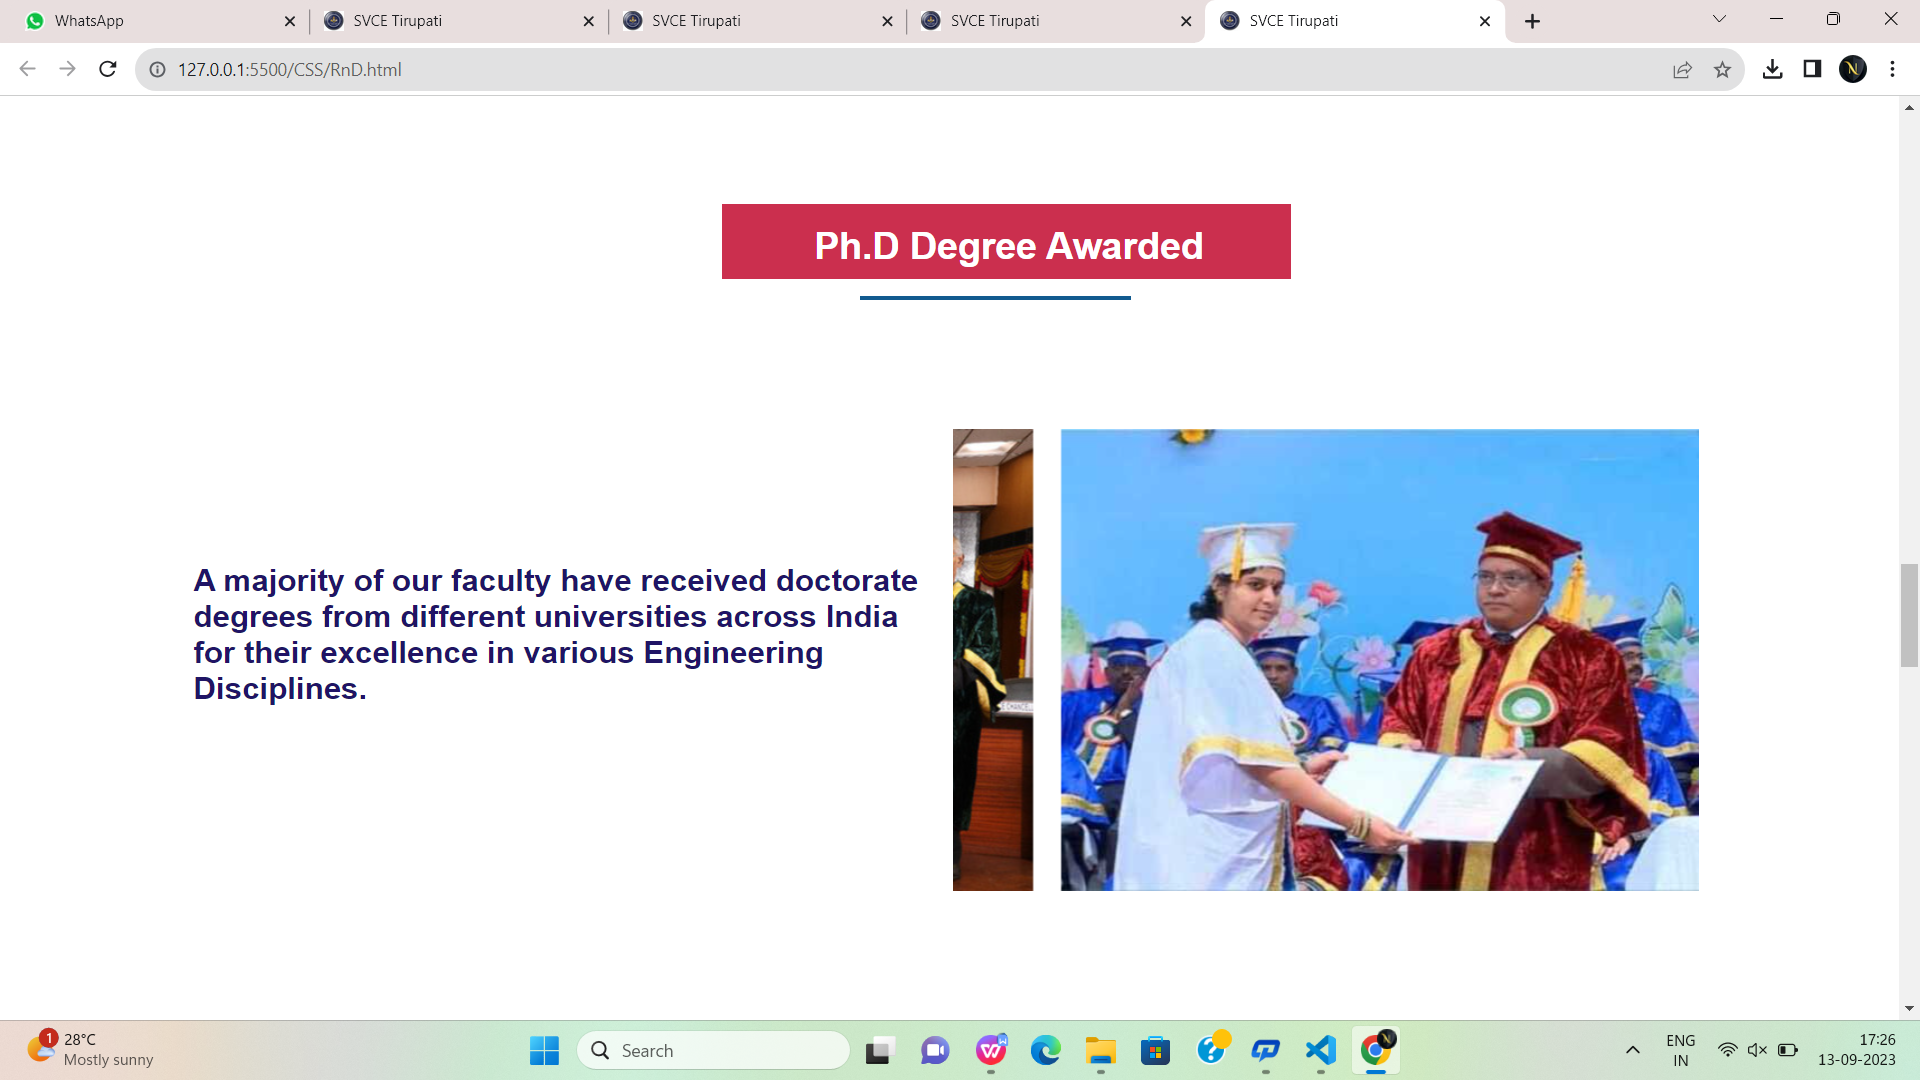 WhatsApp
SVCE Tirupati
SVCE Tirupati
SVCE Tirupati
SVCE Tirupati
127.0.0.1:5500/CSS/RnD.html
N
Ph.D Degree Awarded
A majority of our faculty have received doctorate
degrees from different universities across India
for their excellence in various Engineering
Disciplines.
1
28°C
Mostly sunny
Search
ENG
IN
17:26
13-09-2023